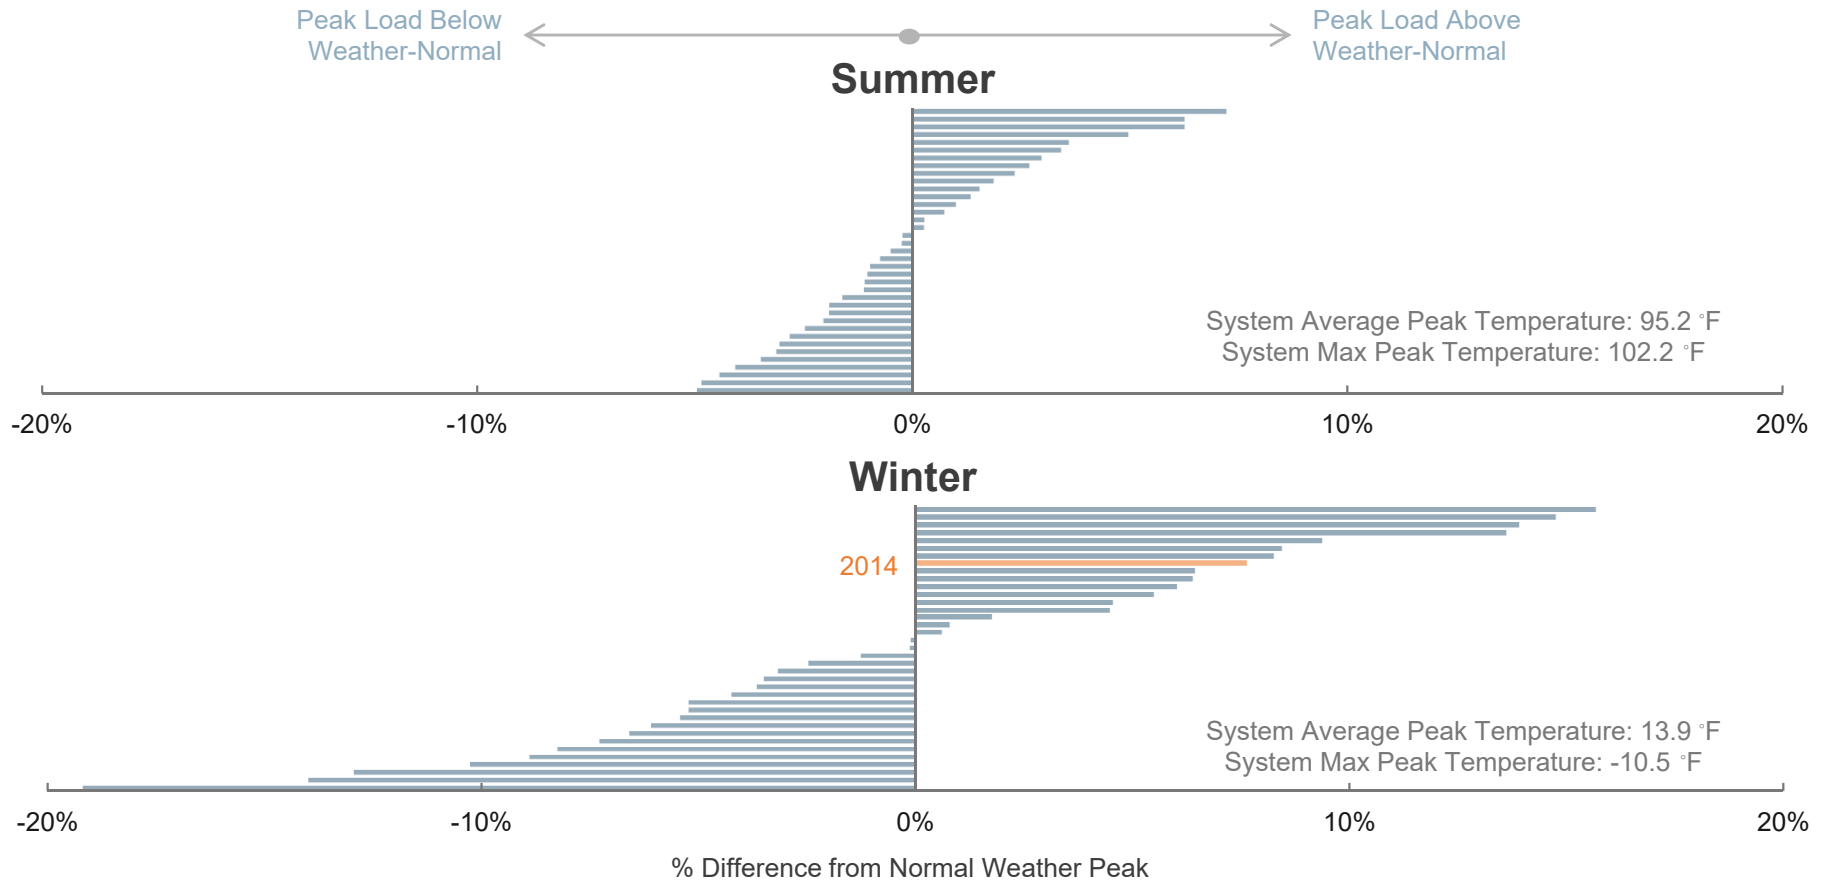 Peak Load Below
Weather-Normal
Peak Load Above
Weather-Normal
Summer
System Average Peak Temperature: 95.2 °F
System Max Peak Temperature: 102.2 °F
-20% -10% 0% 10% 20%
Winter
2014
System Average Peak Temperature: 13.9 °F
System Max Peak Temperature: -10.5 °F
-20% -10% 0% 10% 20%
% Difference from Normal Weather Peak